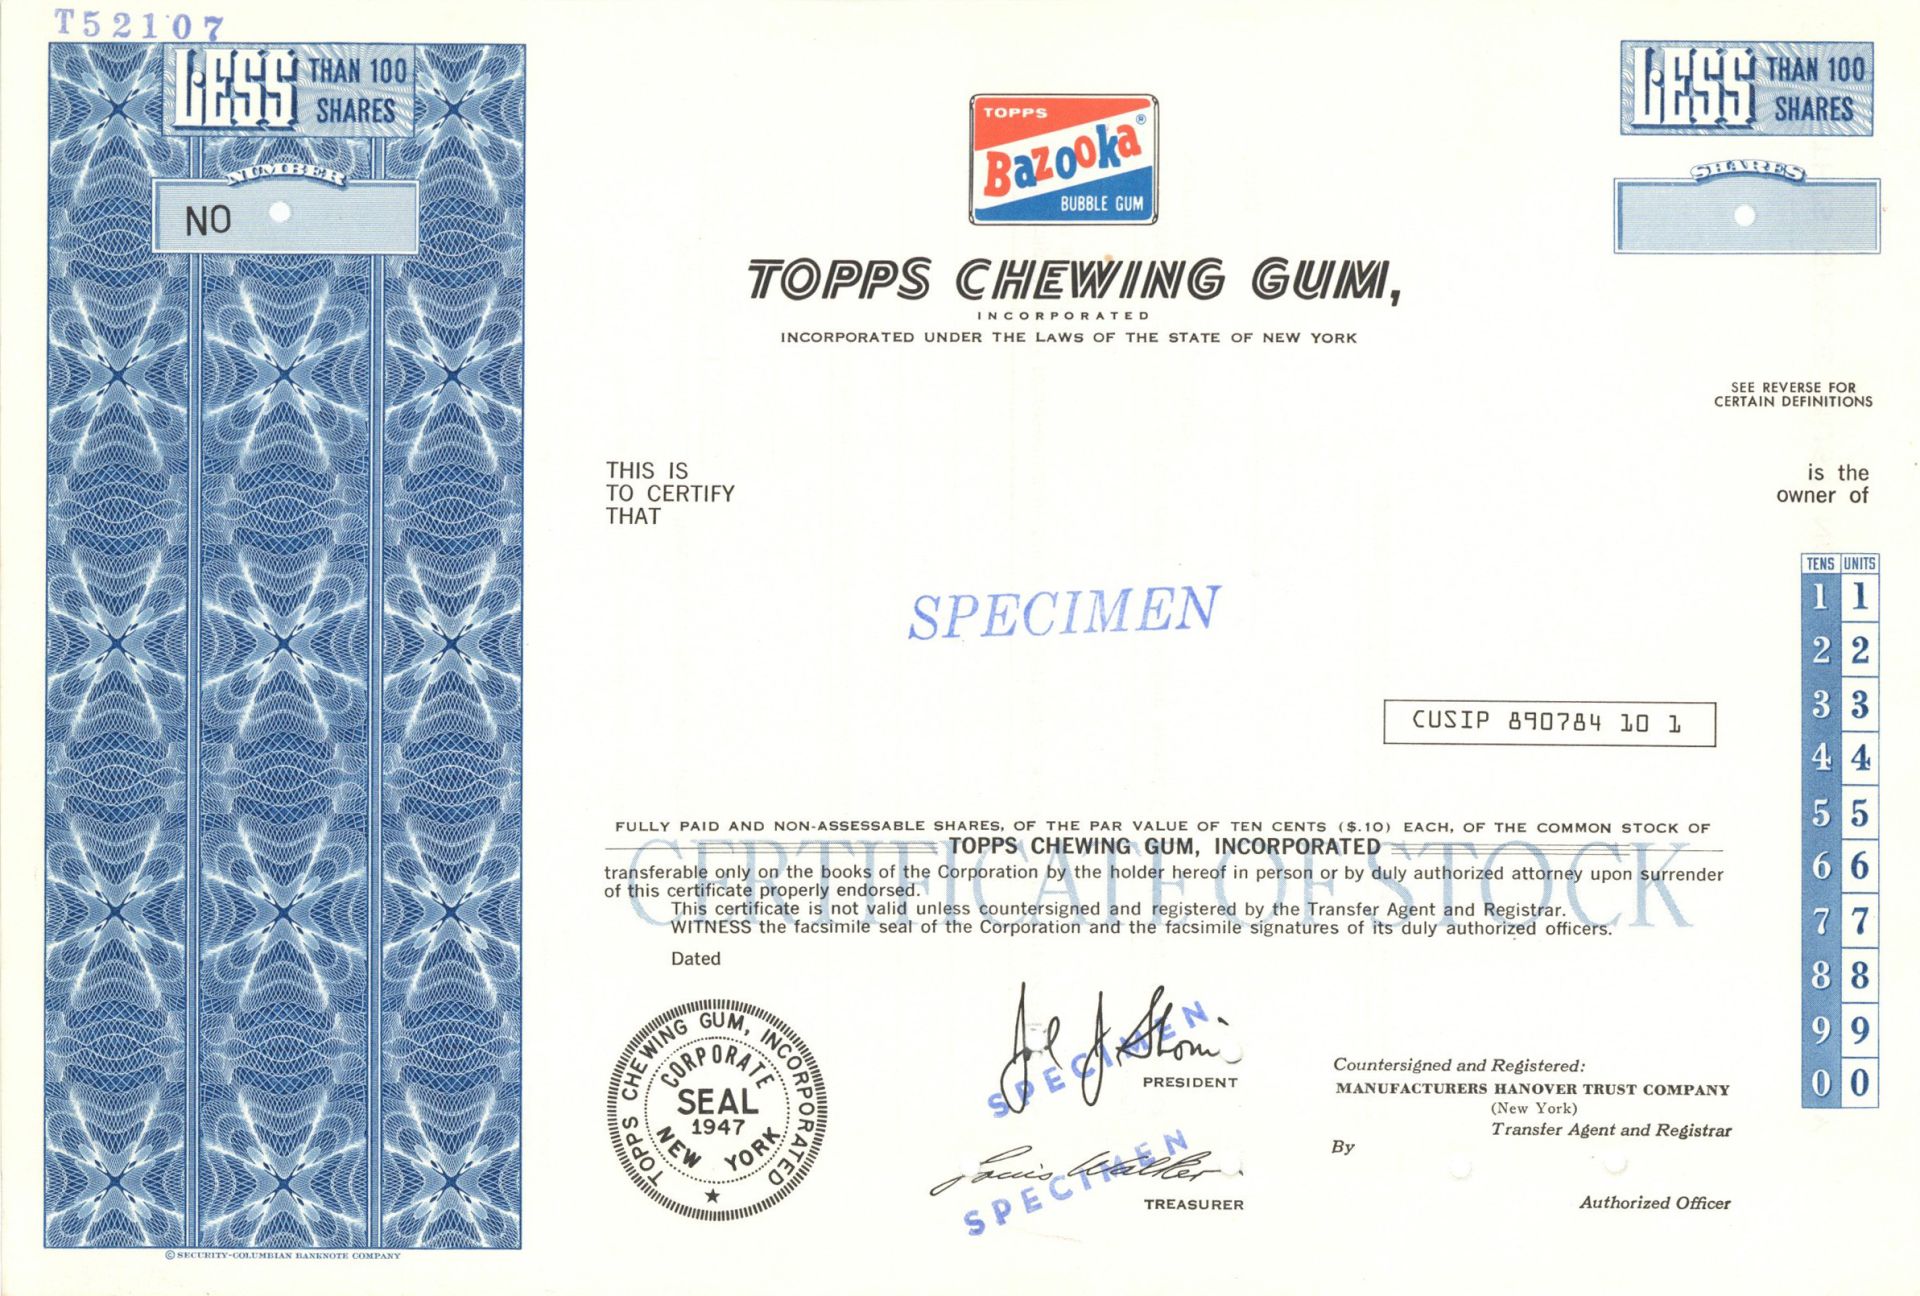 T52107
LESS THAN 100 SHARES
NUMBER
NO
TOPPS
Bazooka®
BUBBLE GUM
LESS THAN 100 SHARES
SHARES
TOPPS CHEWING GUM,
INCORPORATED
INCORPORATED UNDER THE LAWS OF THE STATE OF NEW YORK
SEE REVERSE FOR
CERTAIN DEFINITIONS
THIS IS
TO CERTIFY
THAT
is the
owner of
SPECIMEN
TENS UNITS
1 1
2 2
3 3
4 4
5 5
6 6
7 7
8 8
9 9
0 0
CUSIP 890784 10 1
FULLY PAID AND NON-ASSESSABLE SHARES, OF THE PAR VALUE OF TEN CENTS ($.10) EACH, OF THE COMMON STOCK OF
TOPPS CHEWING GUM, INCORPORATED
CERTIFICATE OF STOCK
transferable only on the books of the Corporation by the holder hereof in person or by duly authorized attorney upon surrender
of this certificate properly endorsed.
This certificate is not valid unless countersigned and registered by the Transfer Agent and Registrar.
WITNESS the facsimile seal of the Corporation and the facsimile signatures of its duly authorized officers.
Dated
TOPPS CHEWING GUM, INCORPORATED
CORPORATE
SEAL
1947
NEW YORK
Joel J. Shorin
SPECIMEN
PRESIDENT
Louis Walker
SPECIMEN
TREASURER
Countersigned and Registered:
MANUFACTURERS HANOVER TRUST COMPANY
(New York)
Transfer Agent and Registrar
By
Authorized Officer
© SECURITY-COLUMBIAN BANKNOTE COMPANY